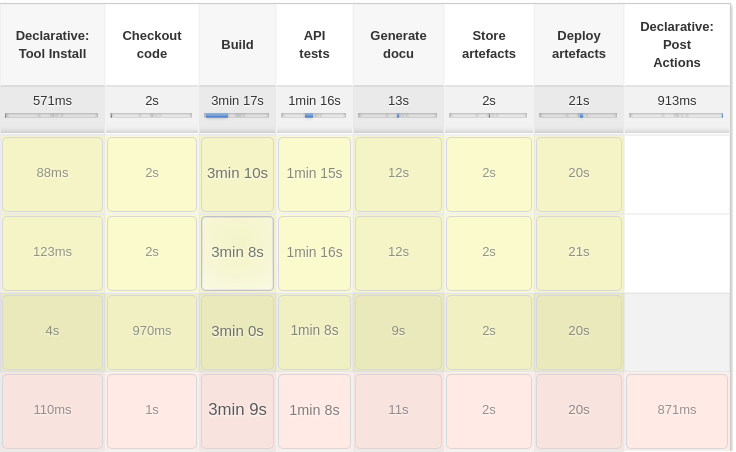 Declarative: Tool Install
Checkout code
Build
API tests
Generate docu
Store artefacts
Deploy artefacts
Declarative: Post Actions
571ms 2s 3min 17s 1min 16s 13s 2s 21s 913ms
88ms 2s 3min 10s 1min 15s 12s 2s 20s
123ms 2s 3min 8s 1min 16s 12s 2s 21s
4s 970ms 3min 0s 1min 8s 9s 2s 20s
110ms 1s 3min 9s 1min 8s 11s 2s 20s 871ms